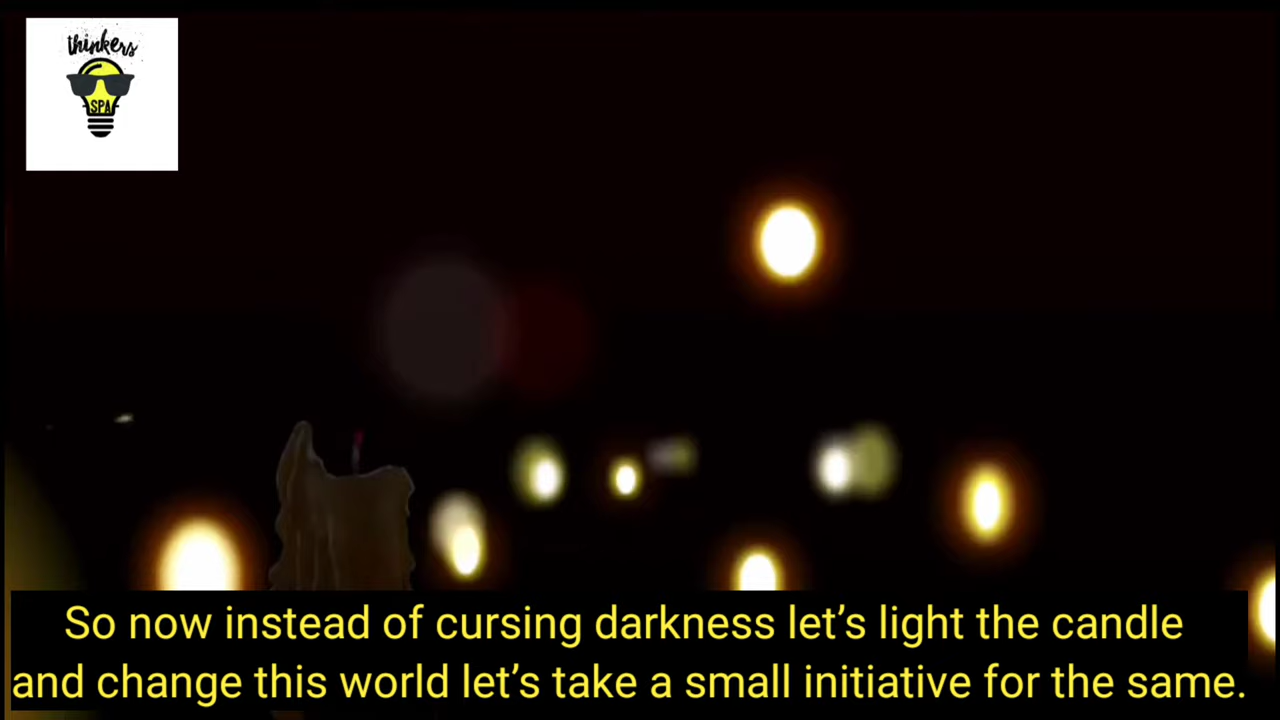 thinkers
SPA
So now instead of cursing darkness let’s light the candle
and change this world let’s take a small initiative for the same.